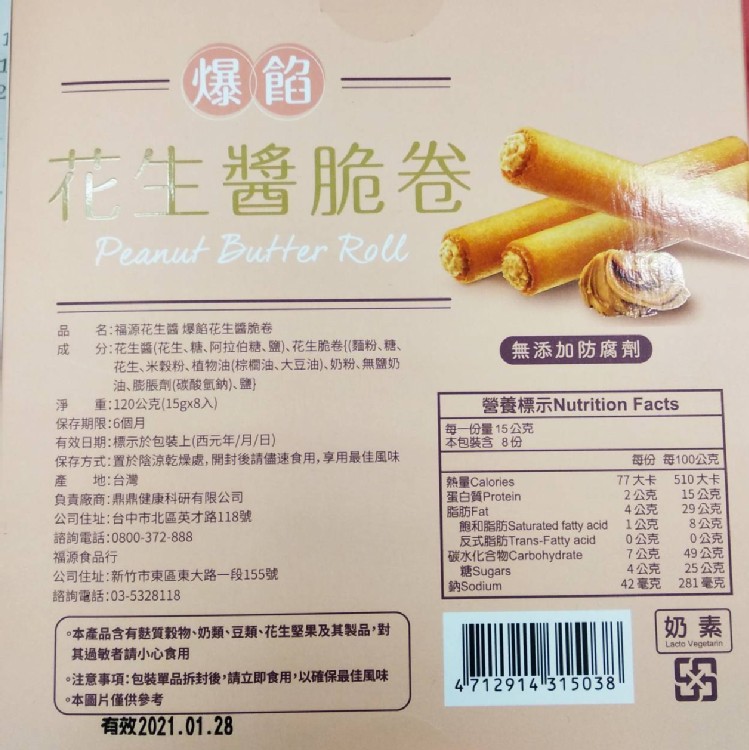 爆餡
花生醬脆卷
Peanut Butter Roll
無添加防腐劑
品　　名:福源花生醬 爆餡花生醬脆卷
成　　分:花生醬(花生、糖、阿拉伯糖、鹽)、花生脆卷{(麵粉、糖、
花生、米穀粉、植物油(棕櫚油、大豆油)、奶粉、無鹽奶
油、膨脹劑(碳酸氫鈉)、鹽}
淨　　重:120公克(15gx8入)
保存期限:6個月
有效日期:標示於包裝上(西元年/月/日)
保存方式:置於陰涼乾燥處,開封後請儘速食用,享用最佳風味
產　　地:台灣
負責廠商:鼎鼎健康科研有限公司
公司住址:台中市北區英才路118號
諮詢電話:0800-372-888
福源食品行
公司住址:新竹市東區東大路一段155號
諮詢電話:03-5328118
◦本產品含有麩質穀物、奶類、豆類、花生堅果及其製品,對
其過敏者請小心食用
◦注意事項:包裝單品拆封後,請立即食用,以確保最佳風味
◦本圖片僅供參考
有效2021.01.28
營養標示Nutrition Facts
每一份量 15公克
本包裝含 8份
每份 每100公克
熱量Calories 77大卡 510大卡
蛋白質Protein 2公克 15公克
脂肪Fat 4公克 29公克
飽和脂肪Saturated fatty acid 1公克 8公克
反式脂肪Trans-Fatty acid 0公克 0公克
碳水化合物Carbohydrate 7公克 49公克
糖Sugars 4公克 25公克
鈉Sodium 42毫克 281毫克
4 712914 315038
奶 素
Lacto Vegetarin